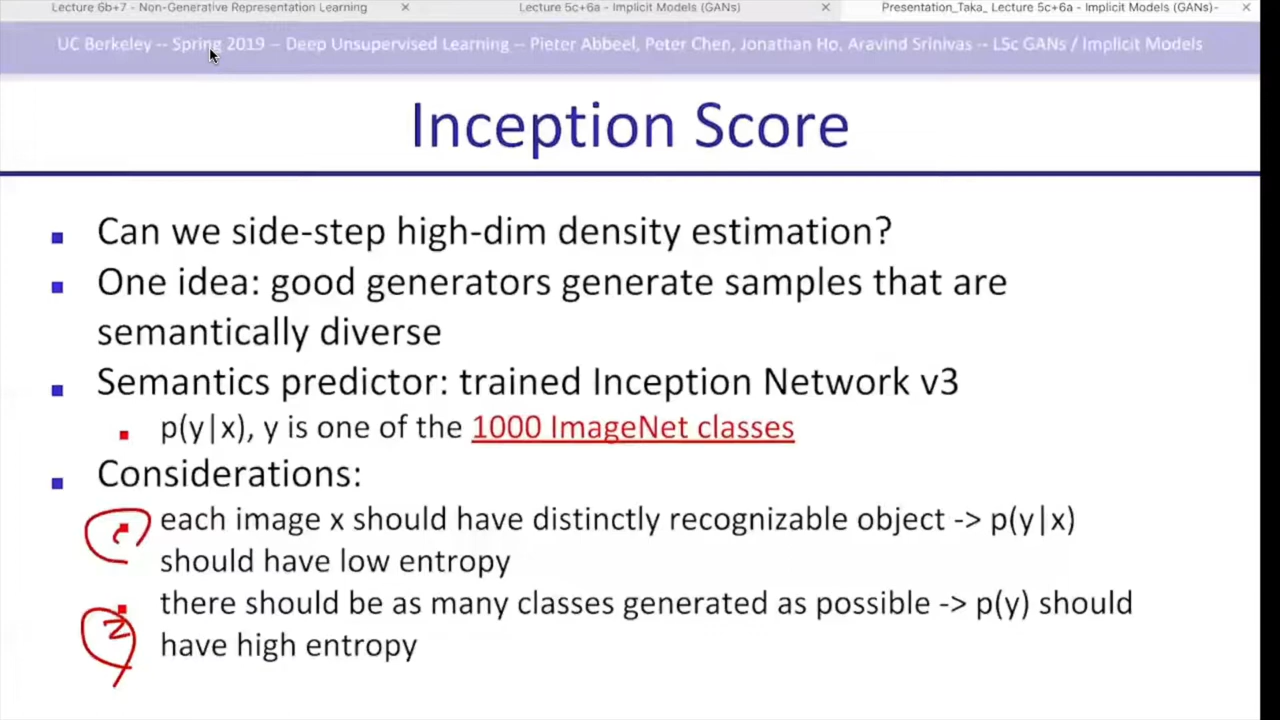 Lecture 6b+7 - Non-Generative Representation Learning × Lecture 5c+6a - Implicit Models (GANs) × Presentation_Taka_ Lecture 5c+6a - Implicit Models (GANs)- ×
UC Berkeley -- Spring 2019 -- Deep Unsupervised Learning -- Pieter Abbeel, Peter Chen, Jonathan Ho, Aravind Srinivas -- L5c GANs / Implicit Models
Inception Score
Can we side-step high-dim density estimation?
One idea: good generators generate samples that are
semantically diverse
Semantics predictor: trained Inception Network v3
p(y|x), y is one of the 1000 ImageNet classes
Considerations:
each image x should have distinctly recognizable object -> p(y|x)
should have low entropy
there should be as many classes generated as possible -> p(y) should
2
have high entropy